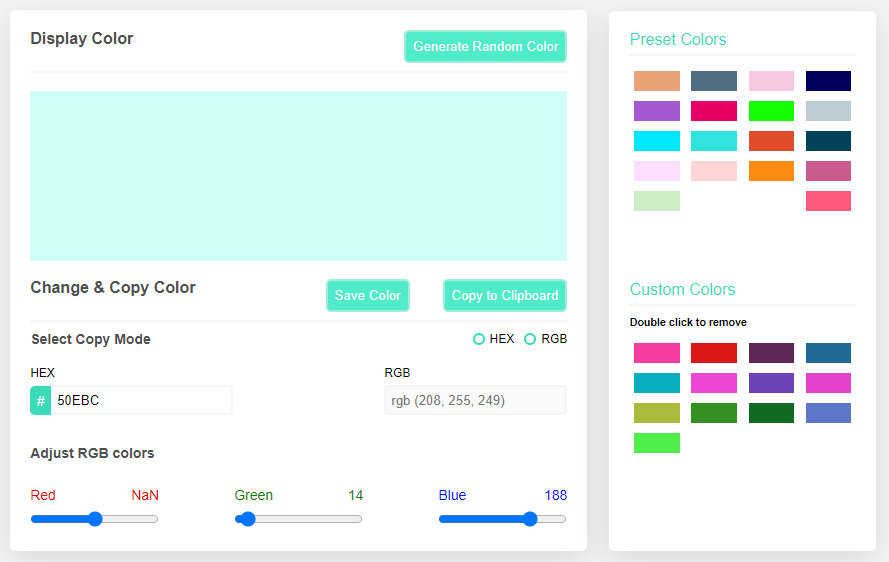 Display Color
Generate Random Color
Change & Copy Color
Save Color
Copy to Clipboard
Select Copy Mode
HEX
RGB
HEX
RGB
#
50EBC
rgb (208, 255, 249)
Adjust RGB colors
Red
NaN
Green
14
Blue
188
Preset Colors
Custom Colors
Double click to remove